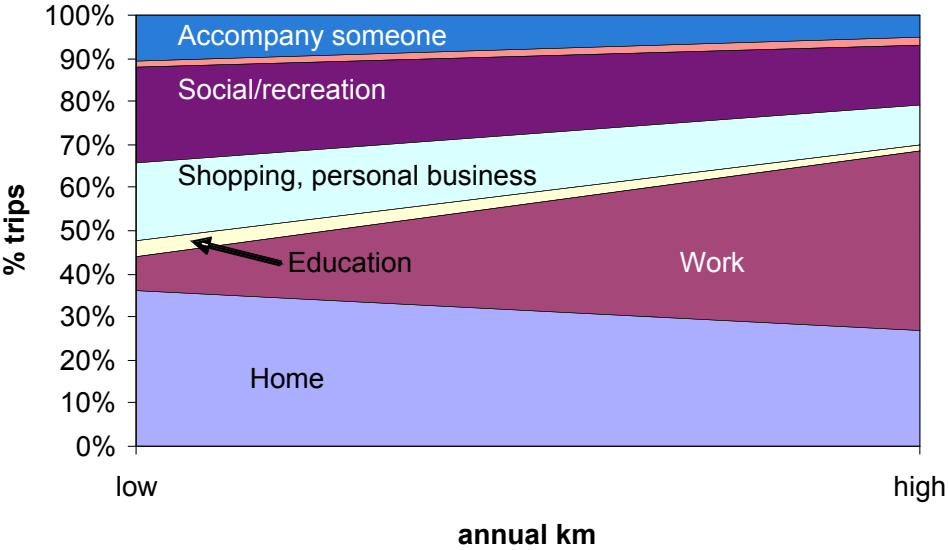 100%
90%
80%
70%
60%
50%
40%
30%
20%
10%
0%
% trips
Accompany someone
Social/recreation
Shopping, personal business
Education
Work
Home
low
high
annual km